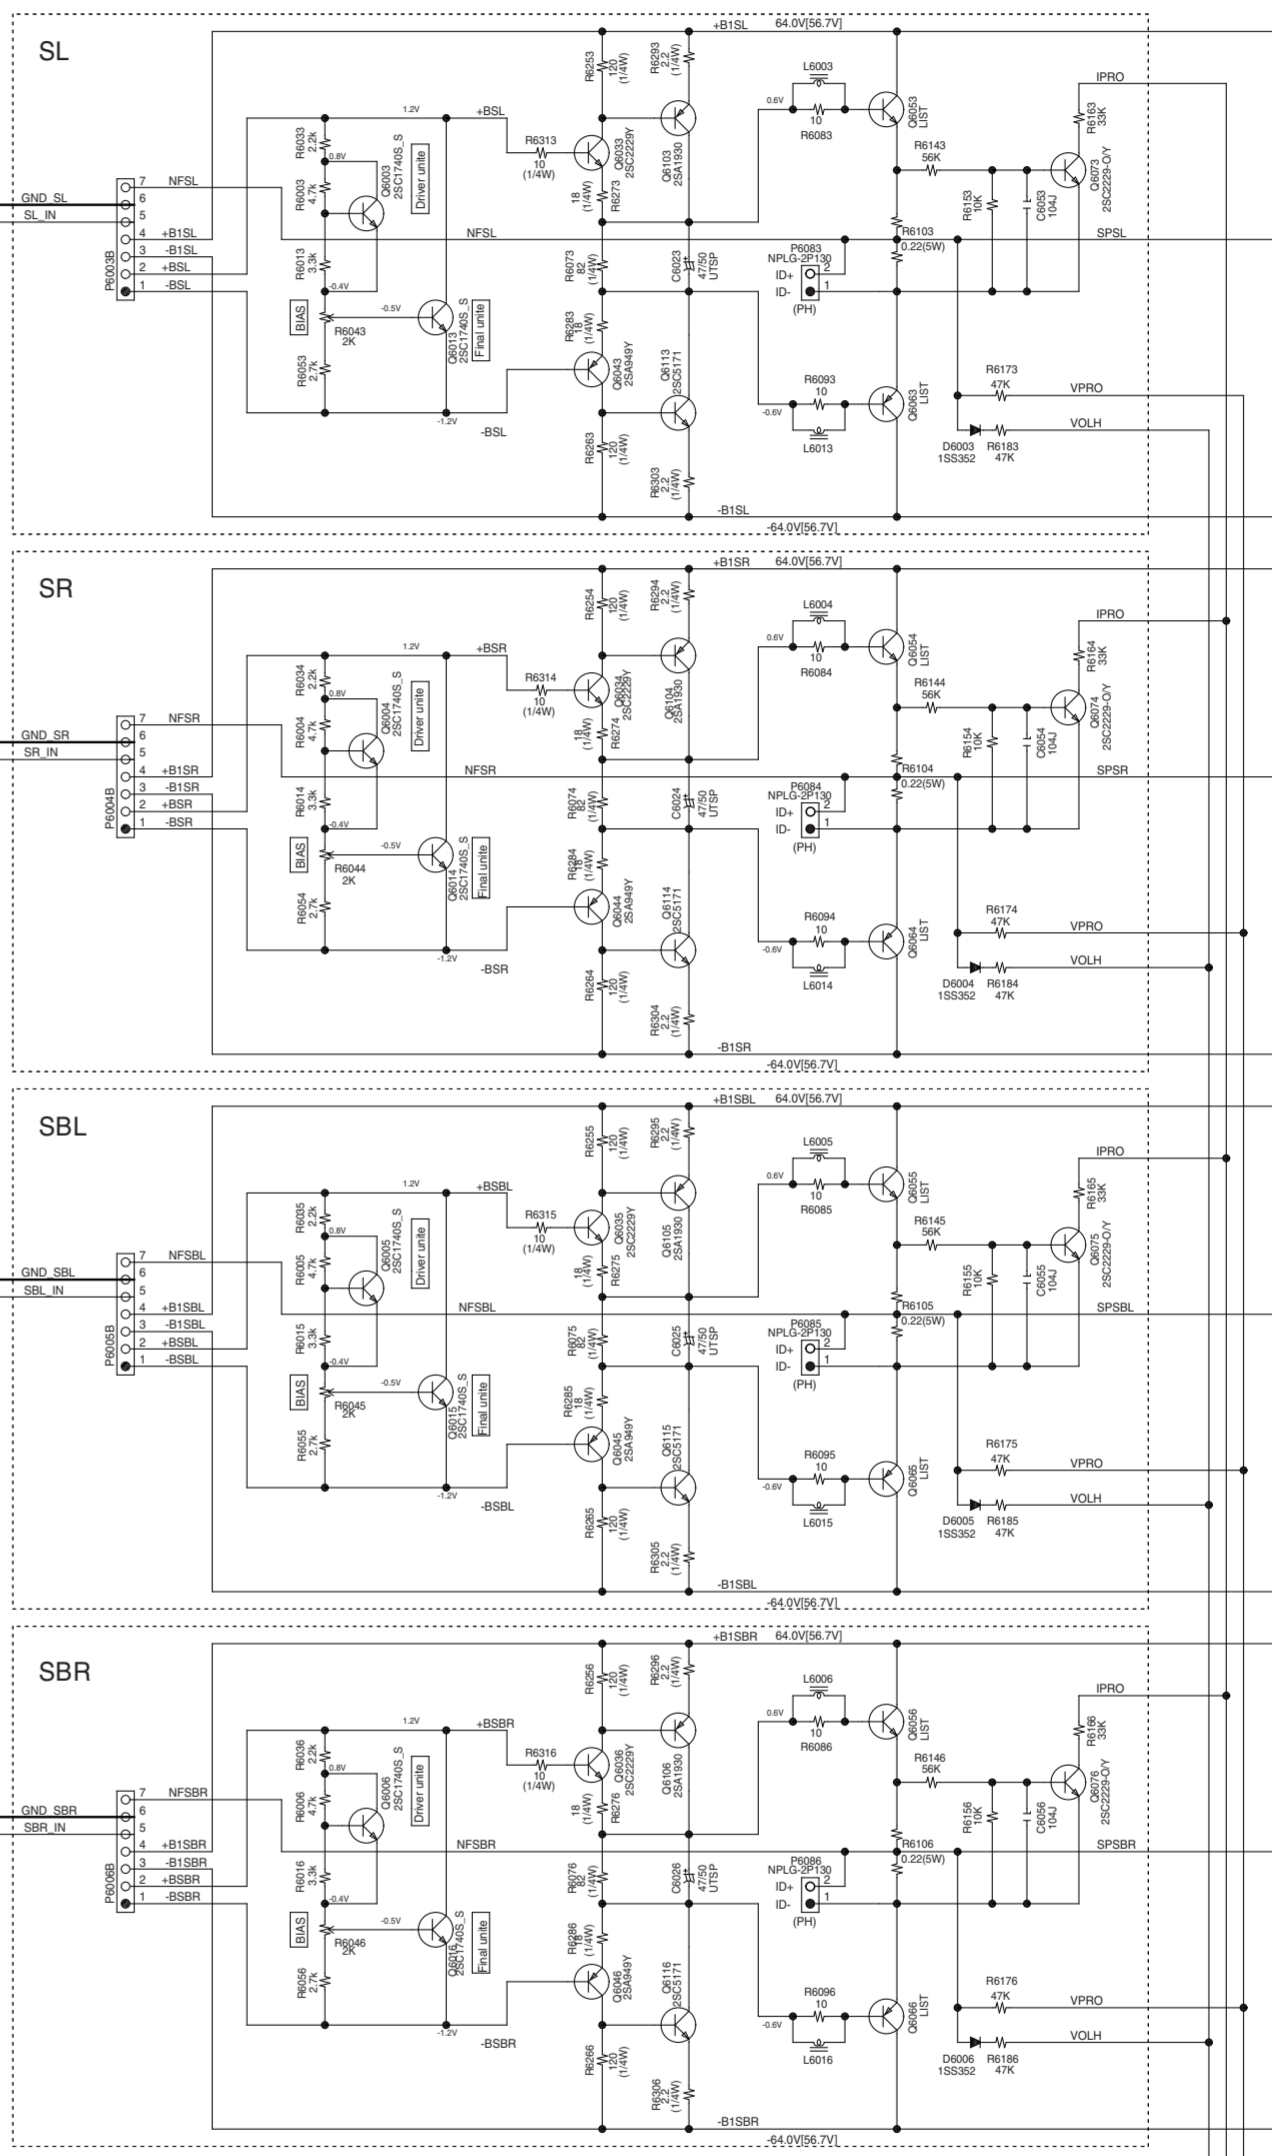 SL
+B1SL 64.0V[56.7V]
R6253
120
(1/4W)
R6293
2.2
(1/4W)
L6003
0.6V
10
R6083
Q6053
LIST
IPRO
R6163
33K
1.2V
+BSL
R6033
2.2k
0.8V
Q6003
2SC1740S_S
Driver unite
R6313
10
(1/4W)
Q6033
2SC2229Y
Q6103
2SA1930
R6143
56K
Q6073
2SC2229-O/Y
R6003
4.7k
18
(1/4W)
R6273
R6153
10K
C6053
104J
GND_SL
SL_IN
7 NFSL
6
5
4 +B1SL
3 -B1SL
2 +BSL
1 -BSL
P6003B
NFSL
R6103
0.22(5W)
SPSL
R6013
3.3k
-0.4V
R6073
82
(1/4W)
C6023
47/50
UTSP
P6083
NPLG-2P130
ID+ 2
ID- 1
(PH)
BIAS
R6043
2K
-0.5V
Q6013
2SC1740S_S
Final unite
R6283
18
(1/4W)
R6053
2.7k
Q6043
2SA949Y
Q6113
2SC5171
R6093
10
-0.6V
L6013
Q6063
LIST
R6173
47K
VPRO
VOLH
D6003
1SS352
R6183
47K
-1.2V
-BSL
R6263
120
(1/4W)
R6303
2.2
(1/4W)
-B1SL
-64.0V[56.7V]
SR
+B1SR 64.0V[56.7V]
R6254
120
(1/4W)
R6294
2.2
(1/4W)
L6004
0.6V
10
R6084
Q6054
LIST
IPRO
R6164
33K
1.2V
+BSR
R6034
2.2k
0.8V
Q6004
2SC1740S_S
Driver unite
R6314
10
(1/4W)
Q6034
2SC2229Y
Q6104
2SA1930
R6144
56K
Q6074
2SC2229-O/Y
R6004
4.7k
18
(1/4W)
R6274
R6154
10K
C6054
104J
GND_SR
SR_IN
7 NFSR
6
5
4 +B1SR
3 -B1SR
2 +BSR
1 -BSR
P6004B
NFSR
R6104
0.22(5W)
SPSR
R6014
3.3k
-0.4V
R6074
82
(1/4W)
C6024
47/50
UTSP
P6084
NPLG-2P130
ID+ 2
ID- 1
(PH)
BIAS
R6044
2K
-0.5V
Q6014
2SC1740S_S
Final unite
R6284
18
(1/4W)
R6054
2.7k
Q6044
2SA949Y
Q6114
2SC5171
R6094
10
-0.6V
L6014
Q6064
LIST
R6174
47K
VPRO
VOLH
D6004
1SS352
R6184
47K
-1.2V
-BSR
R6264
120
(1/4W)
R6304
2.2
(1/4W)
-B1SR
-64.0V[56.7V]
SBL
+B1SBL 64.0V[56.7V]
R6255
120
(1/4W)
R6295
2.2
(1/4W)
L6005
0.6V
10
R6085
Q6055
LIST
IPRO
R6165
33K
1.2V
+BSBL
R6035
2.2k
0.8V
Q6005
2SC1740S_S
Driver unite
R6315
10
(1/4W)
Q6035
2SC2229Y
Q6105
2SA1930
R6145
56K
Q6075
2SC2229-O/Y
R6005
4.7k
18
(1/4W)
R6275
R6155
10K
C6055
104J
GND_SBL
SBL_IN
7 NFSBL
6
5
4 +B1SBL
3 -B1SBL
2 +BSBL
1 -BSBL
P6005B
NFSBL
R6105
0.22(5W)
SPSBL
R6015
3.3k
-0.4V
R6075
82
(1/4W)
C6025
47/50
UTSP
P6085
NPLG-2P130
ID+ 2
ID- 1
(PH)
BIAS
R6045
2K
-0.5V
Q6015
2SC1740S_S
Final unite
R6285
18
(1/4W)
R6055
2.7k
Q6045
2SA949Y
Q6115
2SC5171
R6095
10
-0.6V
L6015
Q6065
LIST
R6175
47K
VPRO
VOLH
D6005
1SS352
R6185
47K
-1.2V
-BSBL
R6265
120
(1/4W)
R6305
2.2
(1/4W)
-B1SBL
-64.0V[56.7V]
SBR
+B1SBR 64.0V[56.7V]
R6256
120
(1/4W)
R6296
2.2
(1/4W)
L6006
0.6V
10
R6086
Q6056
LIST
IPRO
R6166
33K
1.2V
+BSBR
R6036
2.2k
0.8V
Q6006
2SC1740S_S
Driver unite
R6316
10
(1/4W)
Q6036
2SC2229Y
Q6106
2SA1930
R6146
56K
Q6076
2SC2229-O/Y
R6006
4.7k
18
(1/4W)
R6276
R6156
10K
C6056
104J
GND_SBR
SBR_IN
7 NFSBR
6
5
4 +B1SBR
3 -B1SBR
2 +BSBR
1 -BSBR
P6006B
NFSBR
R6106
0.22(5W)
SPSBR
R6016
3.3k
-0.4V
R6076
82
(1/4W)
C6026
47/50
UTSP
P6086
NPLG-2P130
ID+ 2
ID- 1
(PH)
BIAS
R6046
2K
-0.5V
Q6016
2SC1740S_S
Final unite
R6286
18
(1/4W)
R6056
2.7k
Q6046
2SA949Y
Q6116
2SC5171
R6096
10
-0.6V
L6016
Q6066
LIST
R6176
47K
VPRO
VOLH
D6006
1SS352
R6186
47K
-1.2V
-BSBR
R6266
120
(1/4W)
R6306
2.2
(1/4W)
-B1SBR
-64.0V[56.7V]